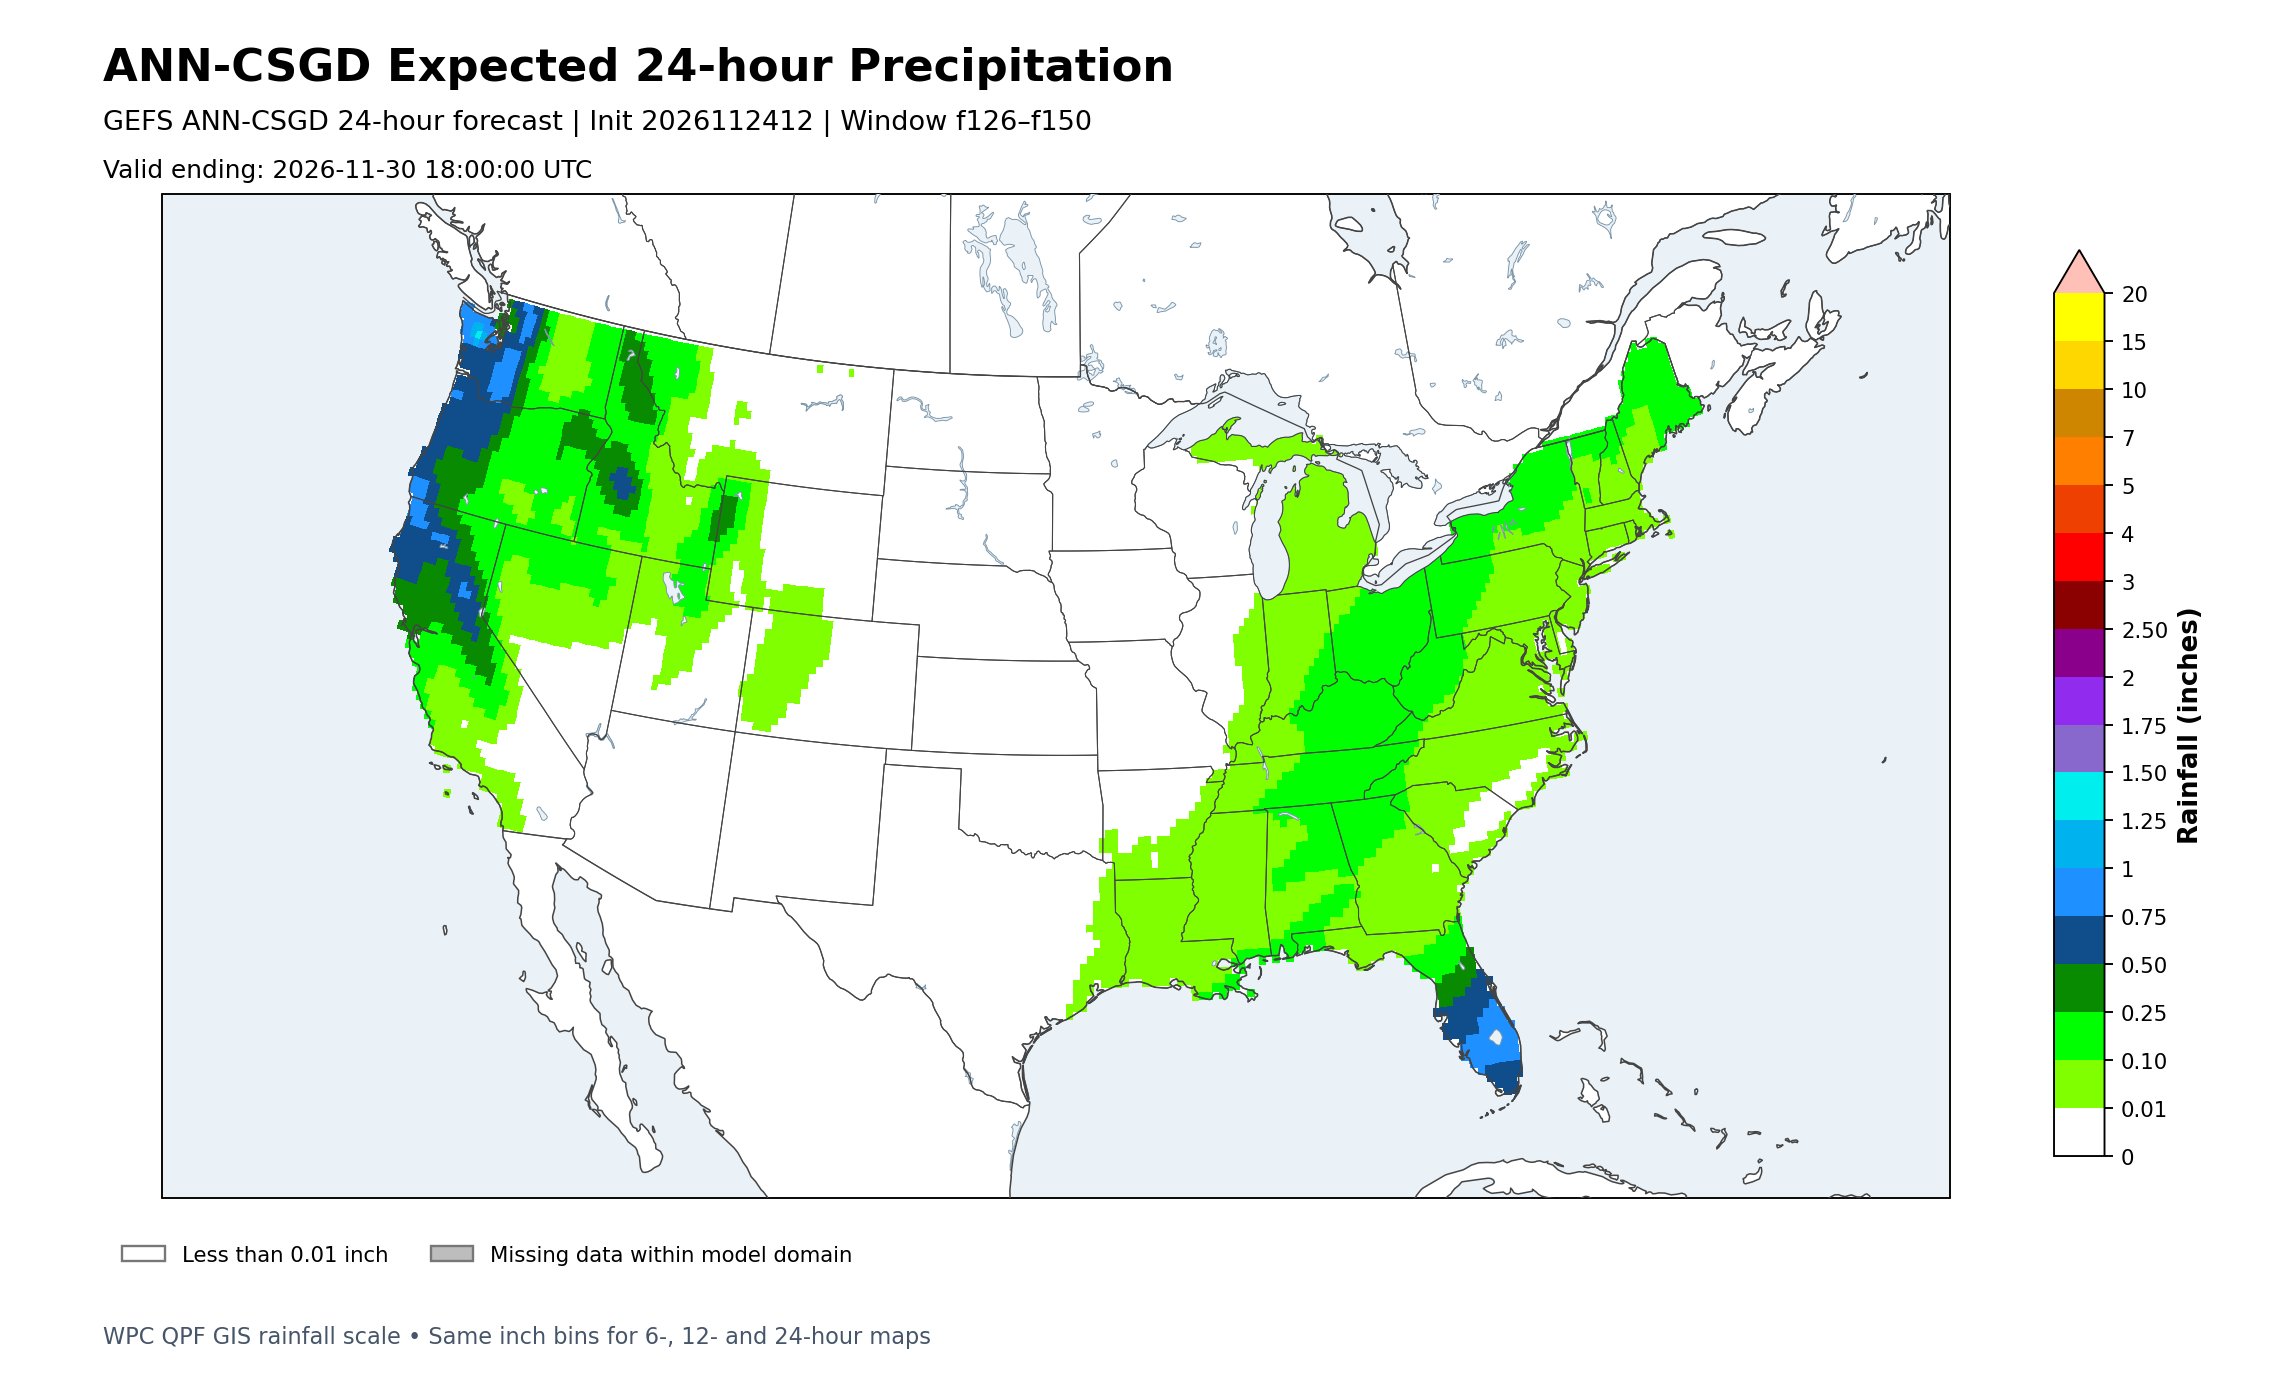 ANN-CSGD Expected 24-hour Precipitation
GEFS ANN-CSGD 24-hour forecast | Init 2026112412 | Window f126–f150
Valid ending: 2026-11-30 18:00:00 UTC
20
15
10
7
5
4
3
2.50
2
1.75
1.50
1.25
1
0.75
0.50
0.25
0.10
0.01
0
Rainfall (inches)
Less than 0.01 inch
Missing data within model domain
WPC QPF GIS rainfall scale • Same inch bins for 6-, 12- and 24-hour maps